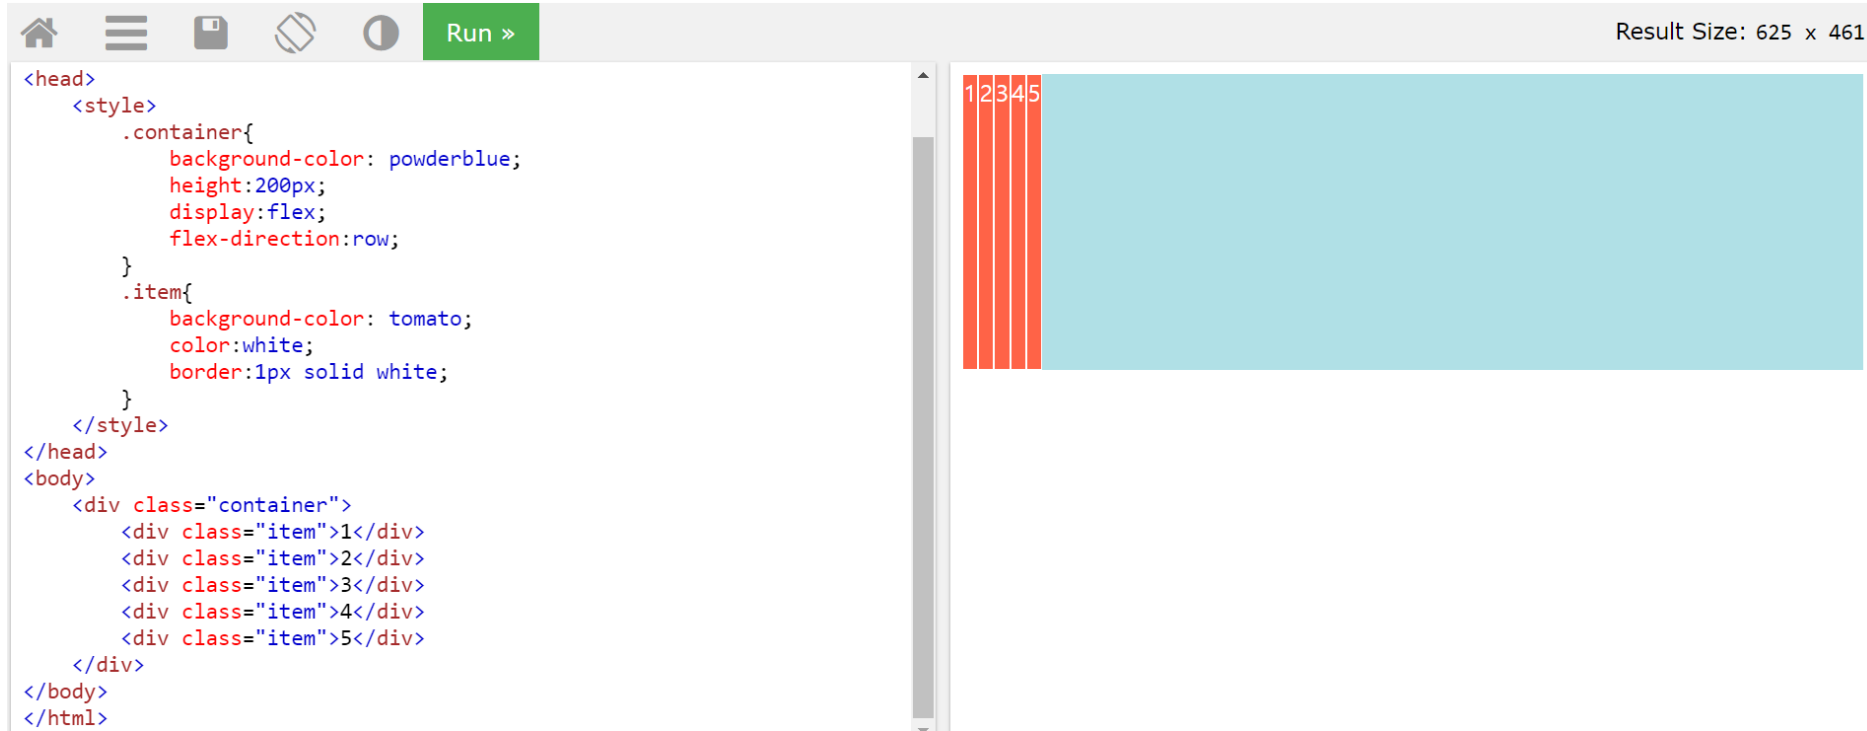 Run »
Result Size: 625 x 461
<head>
    <style>
        .container{
            background-color: powderblue;
            height:200px;
            display:flex;
            flex-direction:row;
        }
        .item{
            background-color: tomato;
            color:white;
            border:1px solid white;
        }
    </style>
</head>
<body>
    <div class="container">
        <div class="item">1</div>
        <div class="item">2</div>
        <div class="item">3</div>
        <div class="item">4</div>
        <div class="item">5</div>
    </div>
</body>
</html>
1 2 3 4 5